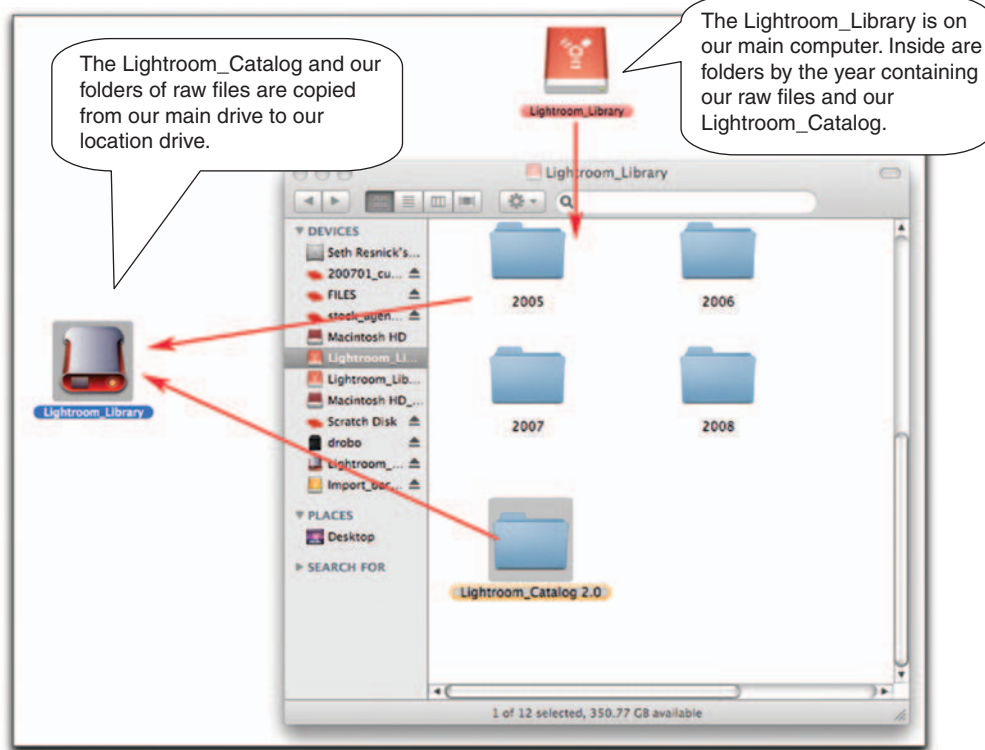 The Lightroom_Catalog and our
folders of raw files are copied
from our main drive to our
location drive.
The Lightroom_Library is on
our main computer. Inside are
folders by the year containing
our raw files and our
Lightroom_Catalog.
Lightroom_Library
Lightroom_Library
DEVICES
Seth Resnick's...
200701_cu...
FILES
stock_agen...
Macintosh HD
Lightroom_Li...
Lightroom_Lib...
Macintosh HD_...
Scratch Disk
drobo
Lightroom_...
Import_bac...
PLACES
Desktop
SEARCH FOR
2005
2006
2007
2008
Lightroom_Catalog 2.0
1 of 12 selected, 350.77 GB available
Lightroom_Library